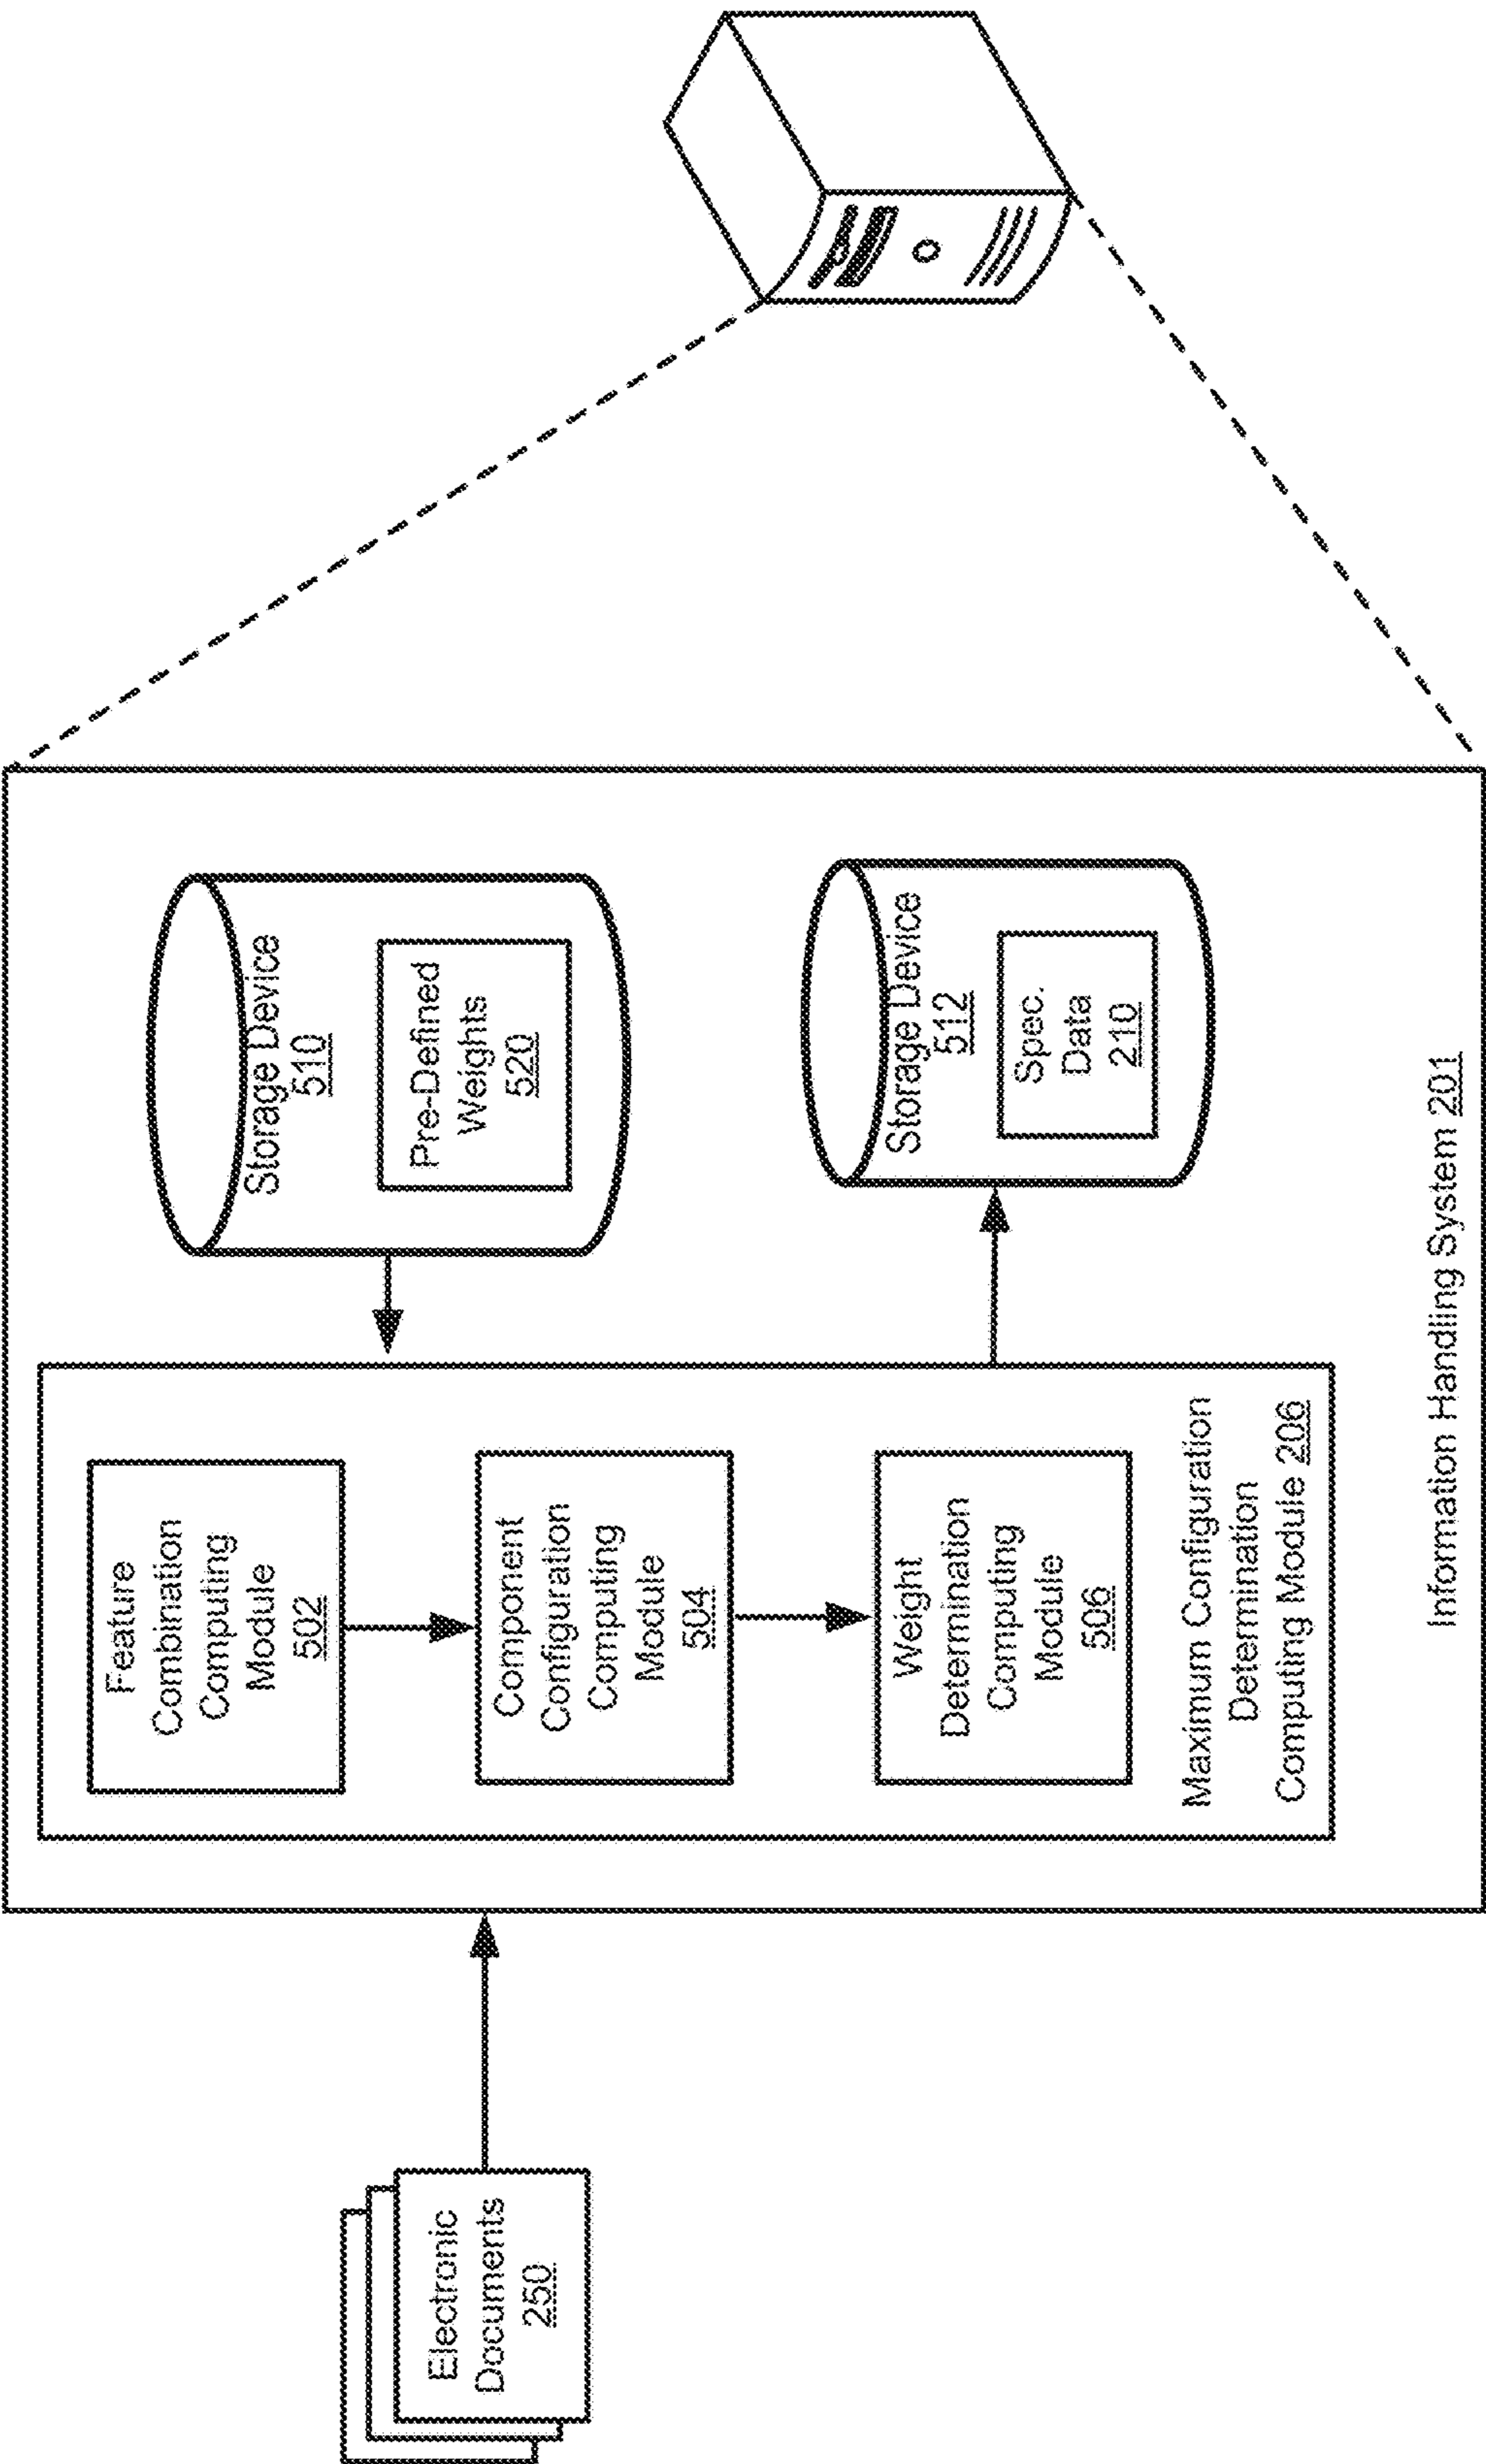 Electronic
Documents
250
Feature
Combination
Computing
Module
502
Component
Configuration
Computing
Module
504
Weight
Determination
Computing
Module
506
Maximum Configuration
Determination
Computing Module 206
Storage Device
510
Pre-Defined
Weights
520
Storage Device
512
Spec.
Data
210
Information Handling System 201